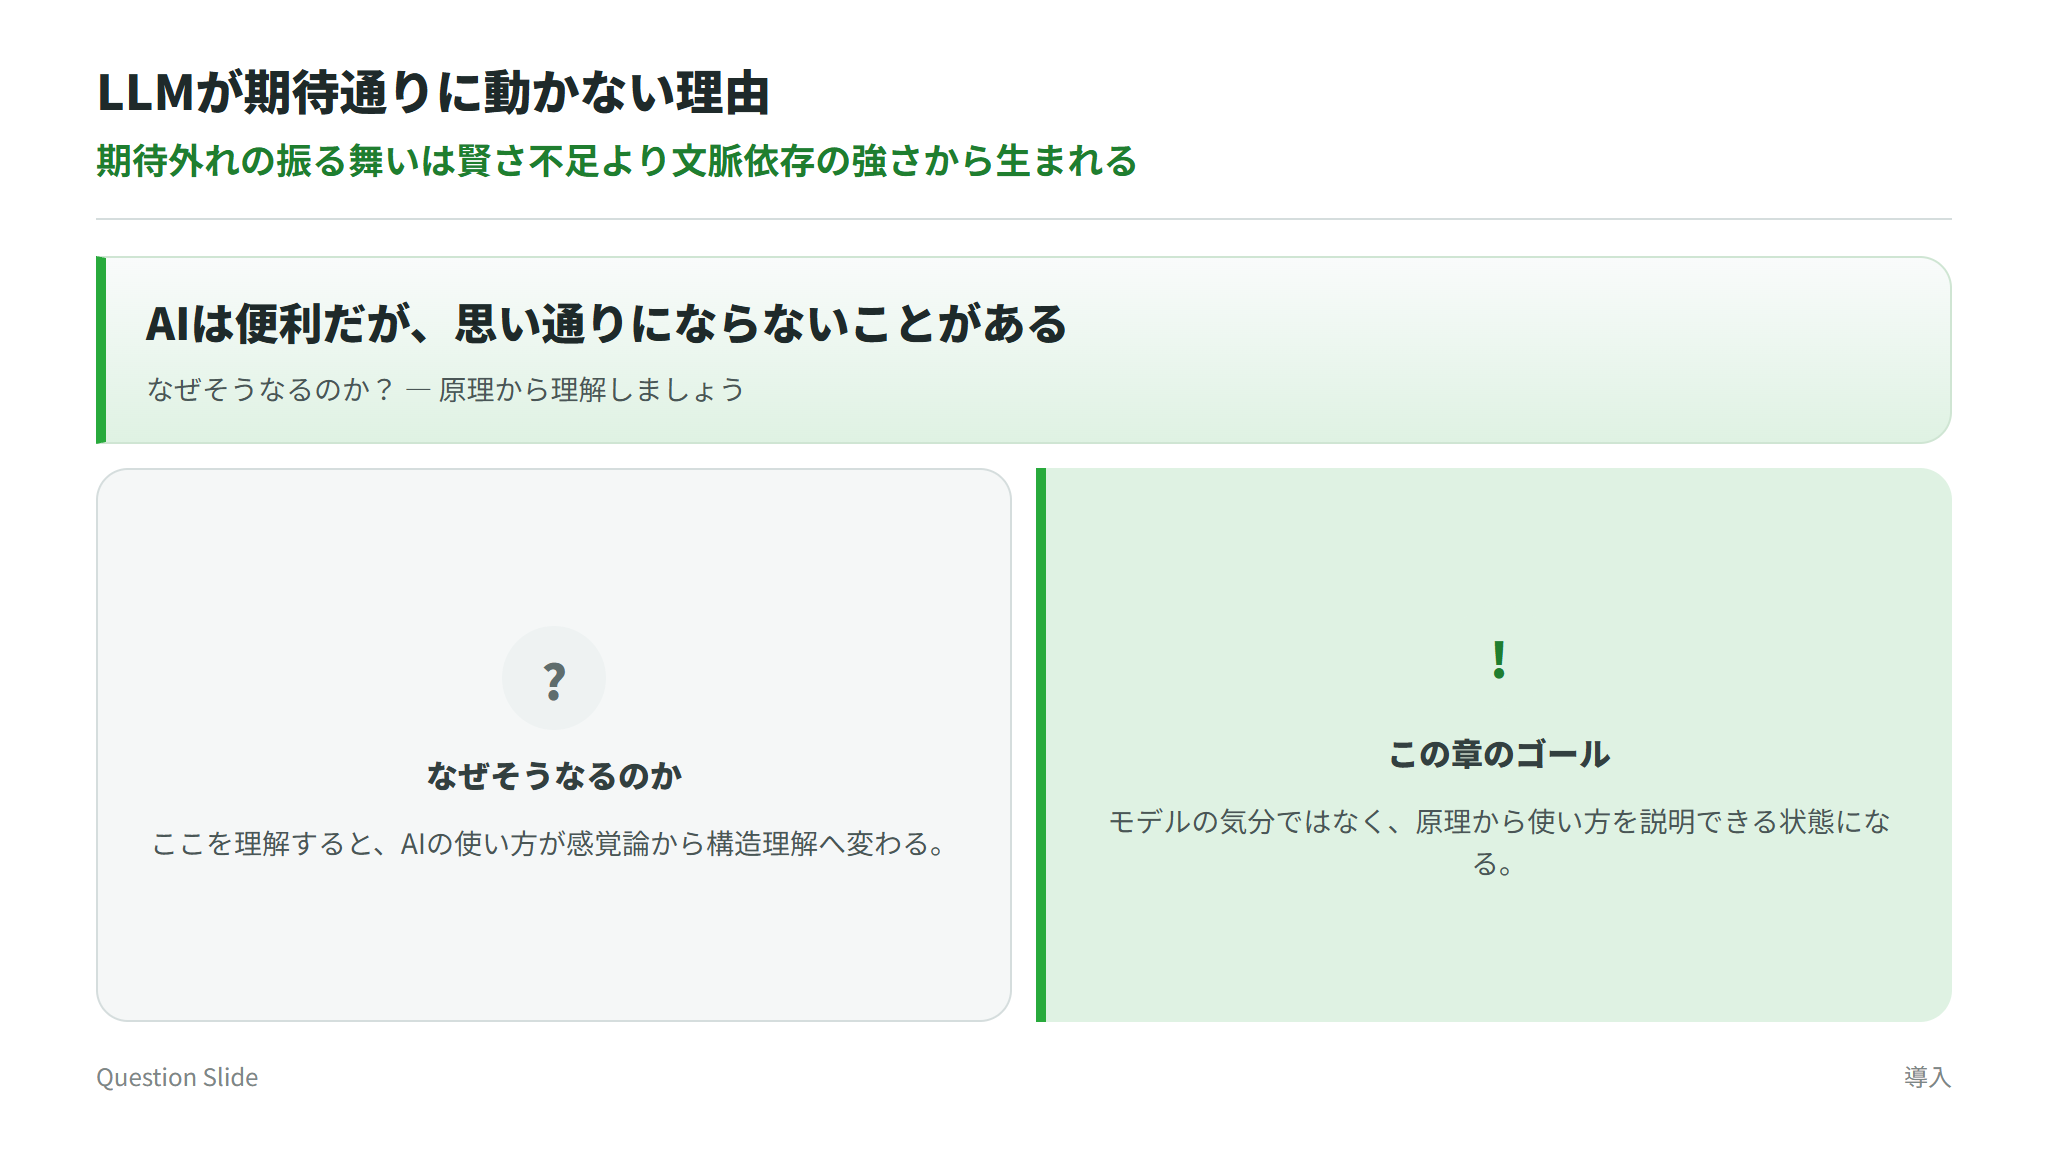 LLMが期待通りに動かない理由
期待外れの振る舞いは賢さ不足より文脈依存の強さから生まれる
AIは便利だが、思い通りにならないことがある
なぜそうなるのか？ — 原理から理解しましょう
?
なぜそうなるのか
ここを理解すると、AIの使い方が感覚論から構造理解へ変わる。
!
この章のゴール
モデルの気分ではなく、原理から使い方を説明できる状態にな
る。
Question Slide
導入